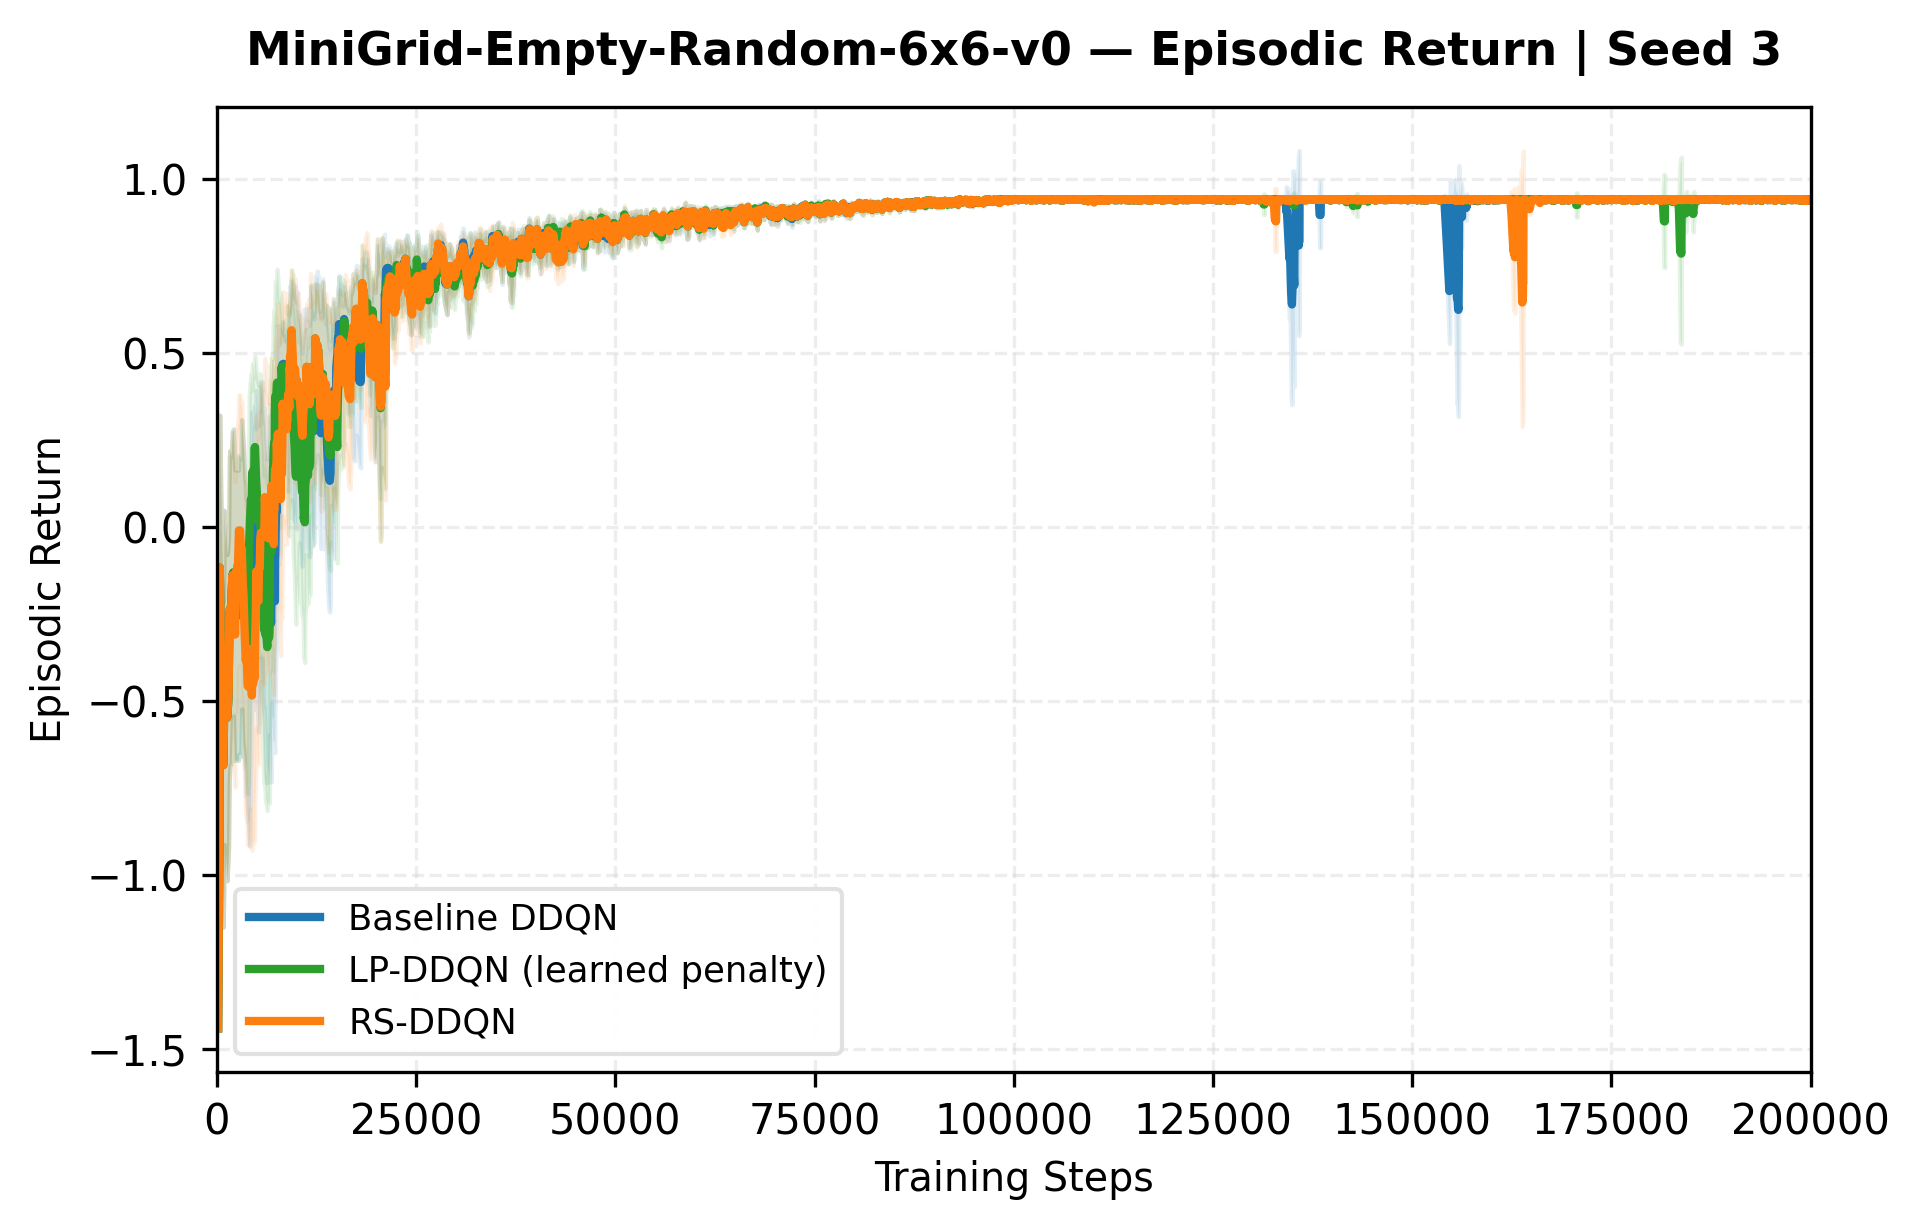 MiniGrid-Empty-Random-6x6-v0 — Episodic Return | Seed 3
Episodic Return
1.0
0.5
0.0
−0.5
−1.0
−1.5
Baseline DDQN
LP-DDQN (learned penalty)
RS-DDQN
0 25000 50000 75000 100000 125000 150000 175000 200000
Training Steps